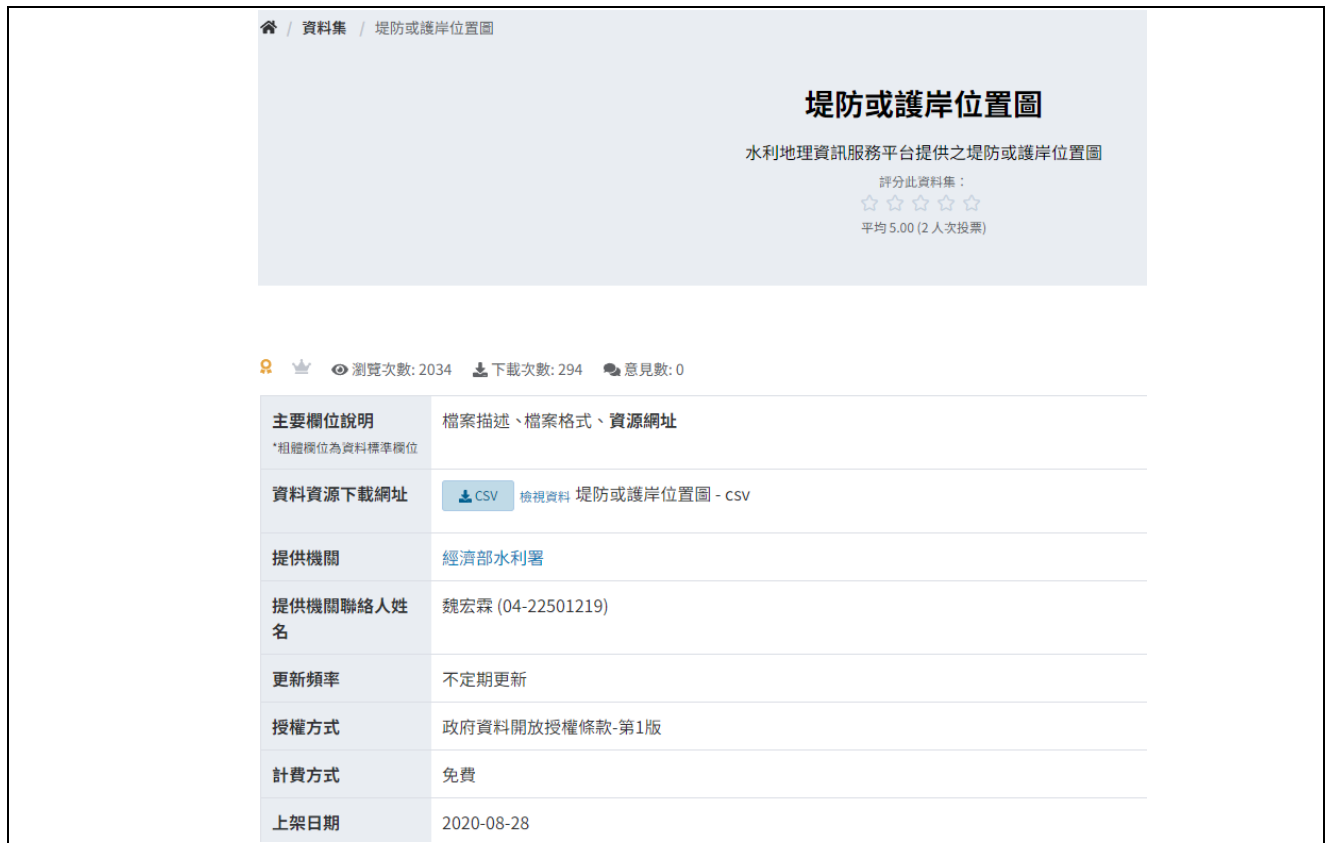 / 資料集 / 堤防或護岸位置圖
堤防或護岸位置圖
水利地理資訊服務平台提供之堤防或護岸位置圖
評分此資料集：
平均 5.00 (2 人次投票)
瀏覽次數: 2034 下載次數: 294 意見數: 0
主要欄位說明 檔案描述、檔案格式、資源網址
*粗體欄位為資料標準欄位
資料資源下載網址 CSV 檢視資料 堤防或護岸位置圖 - csv
提供機關 經濟部水利署
提供機關聯絡人姓 魏宏霖 (04-22501219)
名
更新頻率 不定期更新
授權方式 政府資料開放授權條款-第1版
計費方式 免費
上架日期 2020-08-28